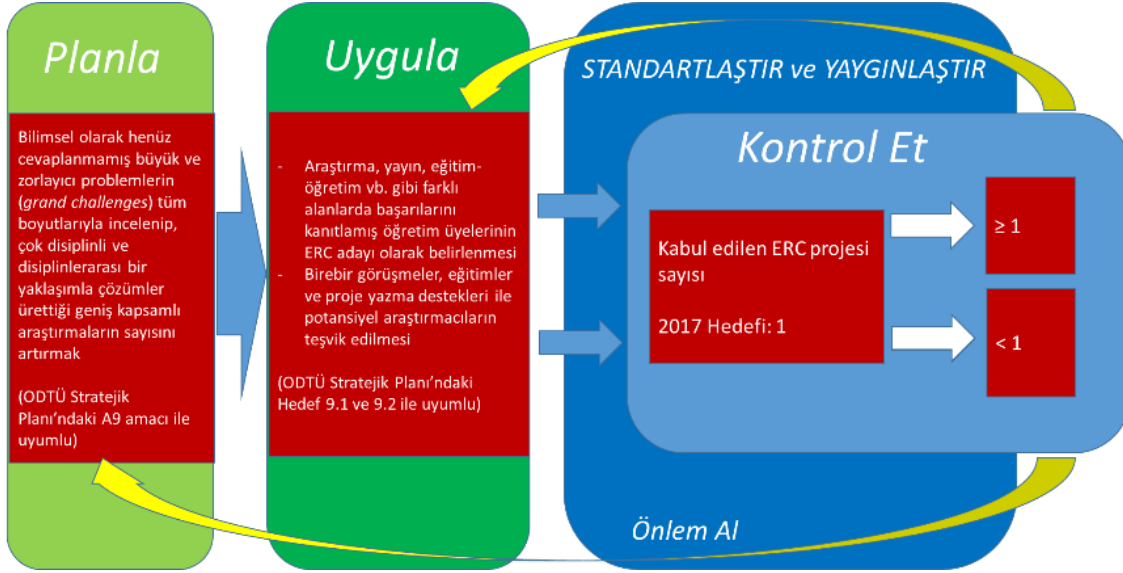 Planla
Bilimsel olarak henüz
cevaplanmamış büyük ve
zorlayıcı problemlerin
(grand challenges) tüm
boyutlarıyla incelenip,
çok disiplinli ve
disiplinlerarası bir
yaklaşımla çözümler
ürettiği geniş kapsamlı
araştırmaların sayısını
artırmak
(ODTÜ Stratejik
Planı'ndaki A9 amacı ile
uyumlu)
Uygula
- Araştırma, yayın, eğitim-
öğretim vb. gibi farklı
alanlarda başarılarını
kanıtlamış öğretim üyelerinin
ERC adayı olarak belirlenmesi
- Birebir görüşmeler, eğitimler
ve proje yazma destekleri ile
potansiyel araştırmacıların
teşvik edilmesi
(ODTÜ Stratejik Planı'ndaki
Hedef 9.1 ve 9.2 ile uyumlu)
STANDARTLAŞTIR ve YAYGINLAŞTIR
Kontrol Et
Kabul edilen ERC projesi
sayısı
2017 Hedefi: 1
≥ 1
< 1
Önlem Al